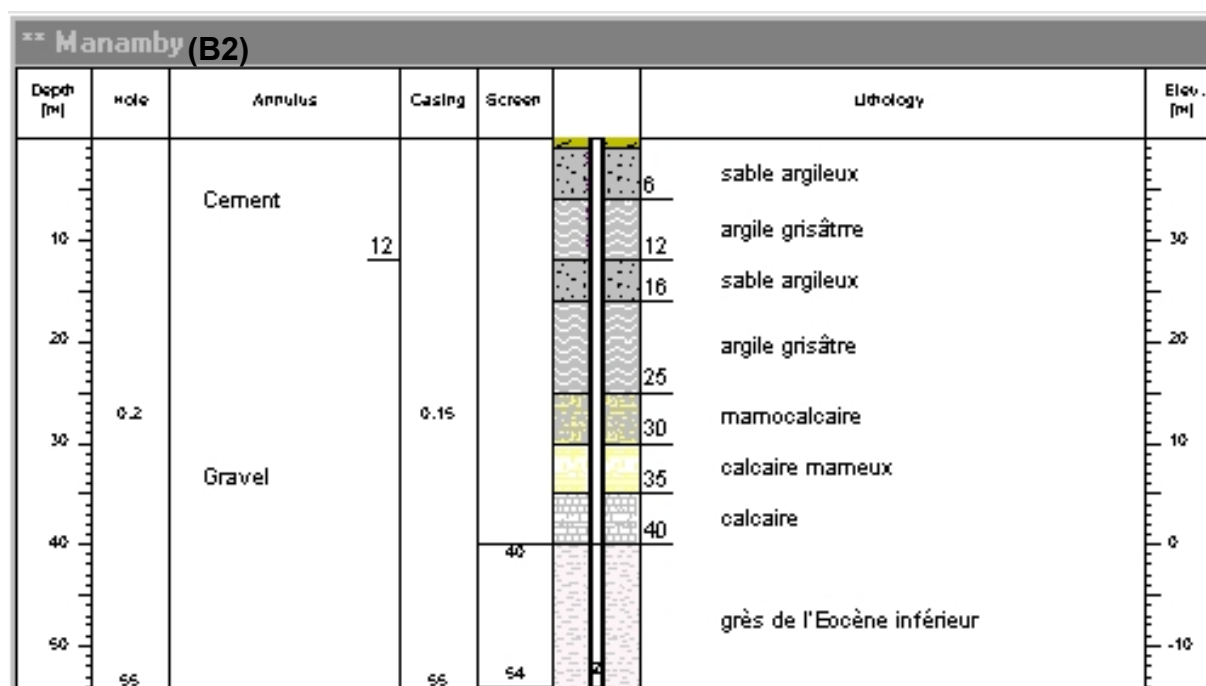 ** Manamby (B2)
Depth [m] Hole Annulus Casing Screen Lithology Elev. [m]
6 sable argileux
Cement
argile grisâtrre
10 12 12 30
sable argileux
16
20 20
argile grisâtre
25
0.2 0.15 marnocalcaire
30
30 10
calcaire marneux
Gravel 35
calcaire
40
40 40 0
grès de l'Eocène inférieur
50 -10
55 55 54